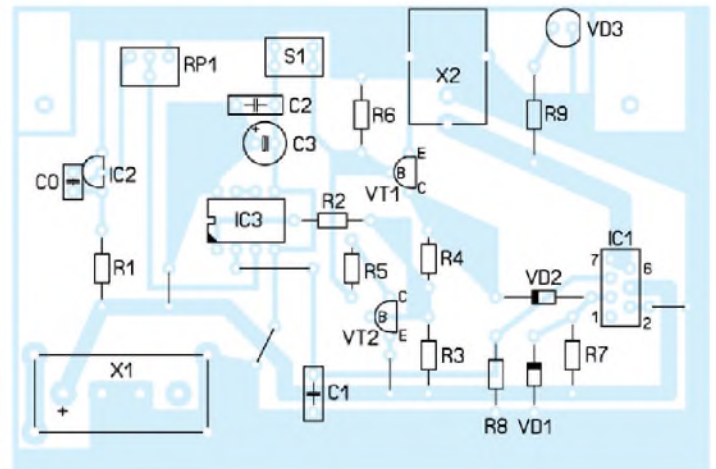 RP1
S1
X2
VD3
C2
C3
R6
R9
C0
IC2
E
B
C
VT1
IC3
R2
IC1
R1
R5
R4
7
6
VD2
C
B
E
VT2
1
2
X1
+
+
C1
R3
R8
VD1
R7